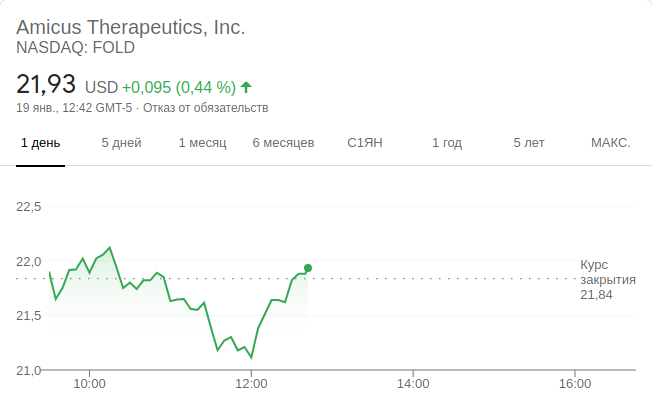 Amicus Therapeutics, Inc.
NASDAQ: FOLD
21,93 USD +0,095 (0,44 %)
19 янв., 12:42 GMT-5 · Отказ от обязательств
1 день 5 дней 1 месяц 6 месяцев С1ЯН 1 год 5 лет МАКС.
22,5
22,0
Курс
закрытия
21,84
21,5
21,0
10:00 12:00 14:00 16:00